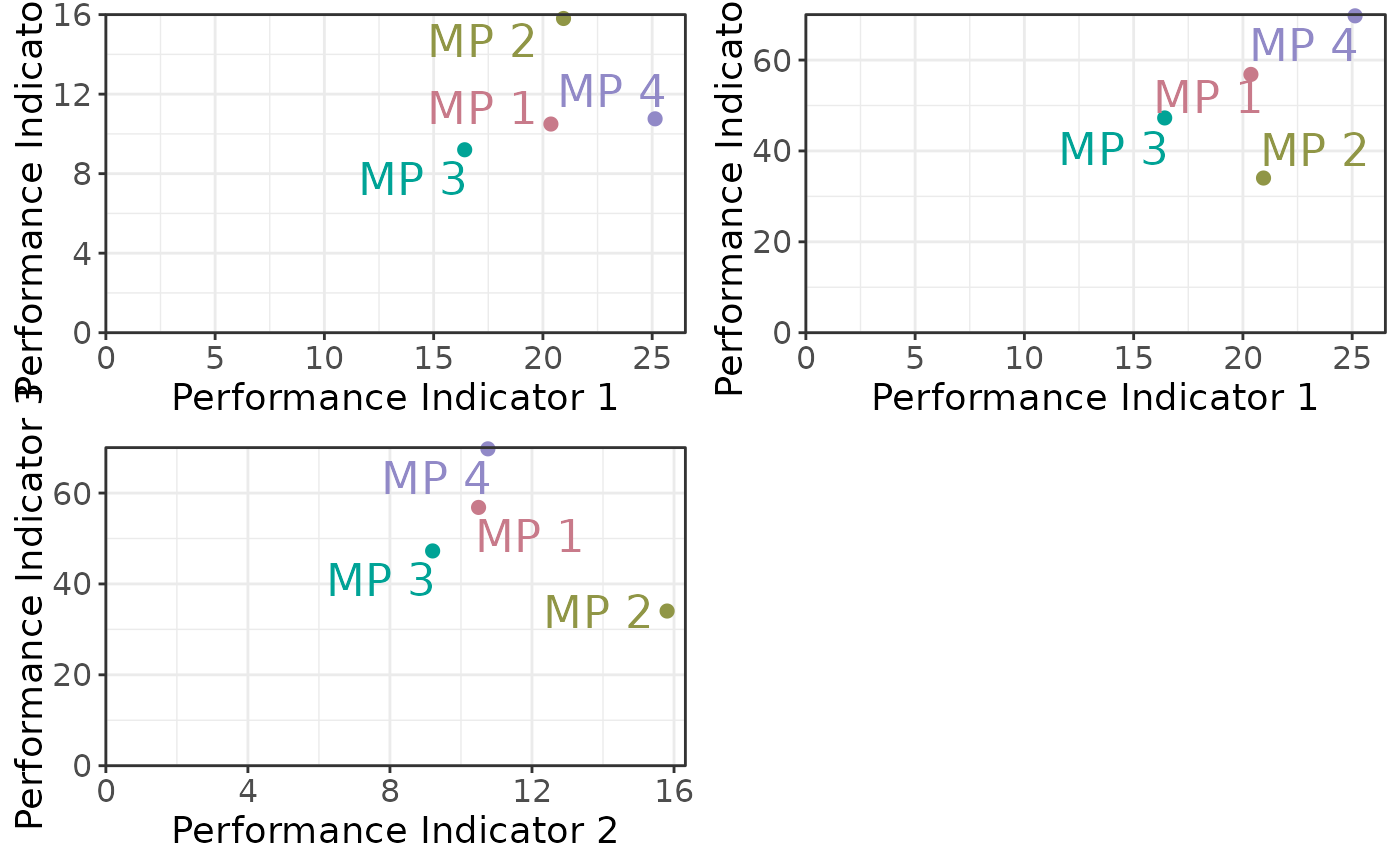 Performance Indicato
16
12
8
4
0
MP 2
MP 4
MP 1
MP 3
0 5 10 15 20 25
Performance Indicator 1
Performance Indicato
60
40
20
0
MP 4
MP 1
MP 3
MP 2
0 5 10 15 20 25
Performance Indicator 1
Performance Indicator 3
60
40
20
0
MP 4
MP 1
MP 3
MP 2
0 4 8 12 16
Performance Indicator 2